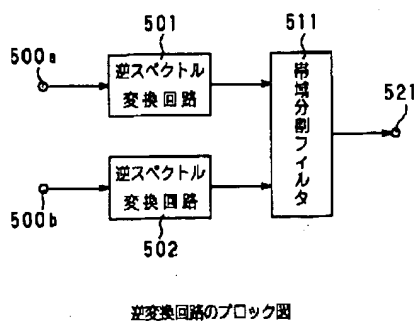 501
511
500a
逆スペクトル
変換回路
帯域分割フィルタ
521
500b
逆スペクトル
変換回路
502
逆変換回路のブロック図